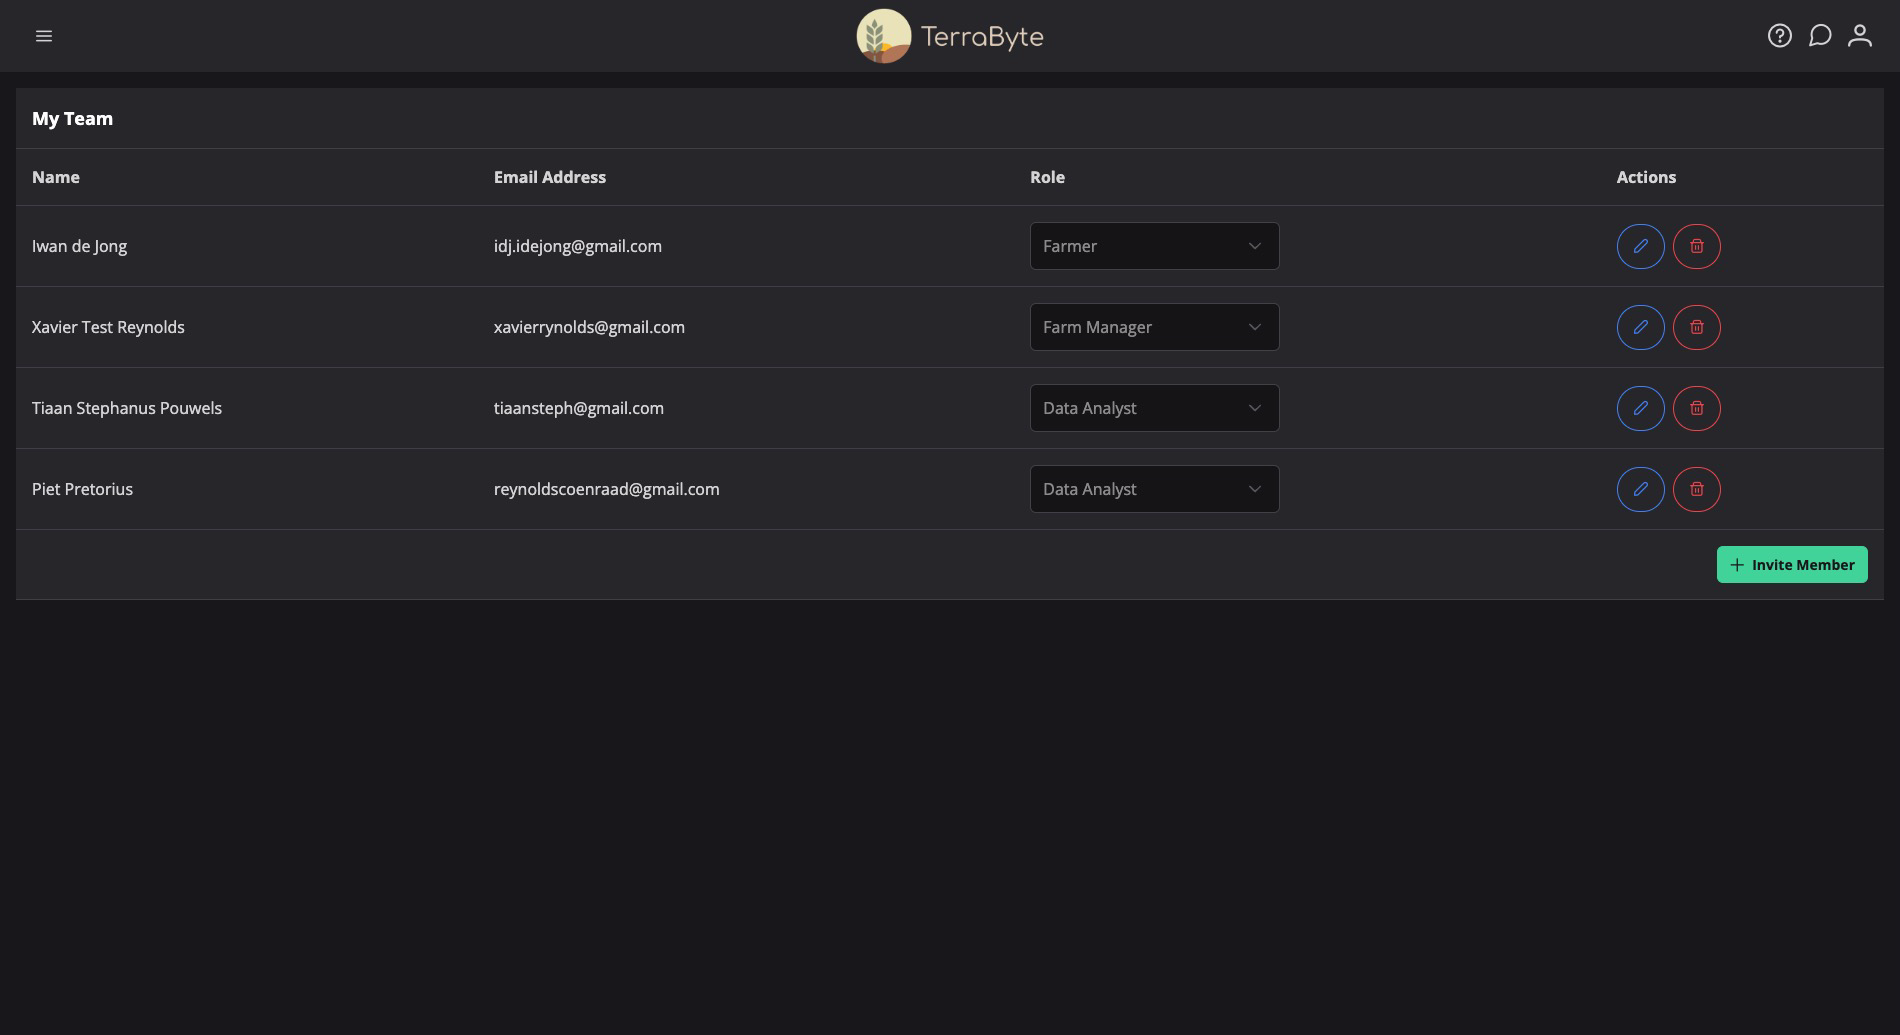 TerraByte
My Team
Name Email Address Role Actions
Iwan de Jong idj.idejong@gmail.com Farmer
Xavier Test Reynolds xavierrynolds@gmail.com Farm Manager
Tiaan Stephanus Pouwels tiaansteph@gmail.com Data Analyst
Piet Pretorius reynoldscoenraad@gmail.com Data Analyst
Invite Member